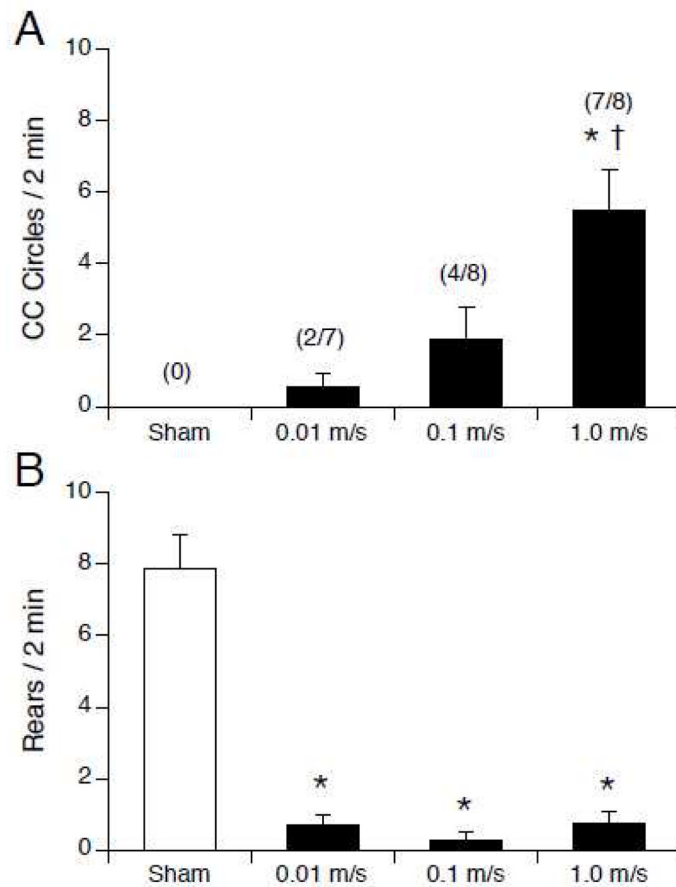 A
CC Circles / 2 min
10
8
6
4
2
0
(0)
(2/7)
(4/8)
(7/8)
* †
Sham 0.01 m/s 0.1 m/s 1.0 m/s
B
Rears / 2 min
10
8
6
4
2
0
* * *
Sham 0.01 m/s 0.1 m/s 1.0 m/s